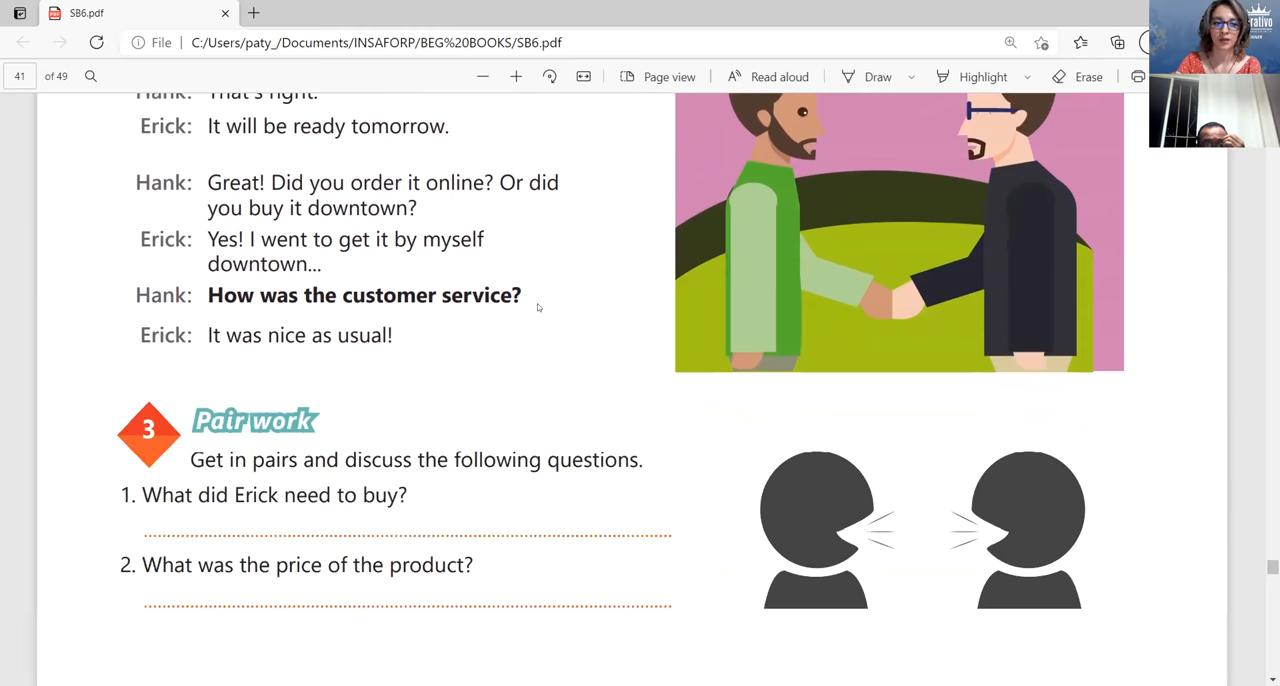 SB6.pdf
File | C:/Users/paty_/Documents/INSAFORP/BEG%20BOOKS/SB6.pdf
41 of 49
Page view
Read aloud
Draw
Highlight
Erase
Hank: That's right.
Erick: It will be ready tomorrow.
Hank: Great! Did you order it online? Or did
you buy it downtown?
Erick: Yes! I went to get it by myself
downtown...
Hank: How was the customer service?
Erick: It was nice as usual!
3 Pair work
Get in pairs and discuss the following questions.
1. What did Erick need to buy?
2. What was the price of the product?